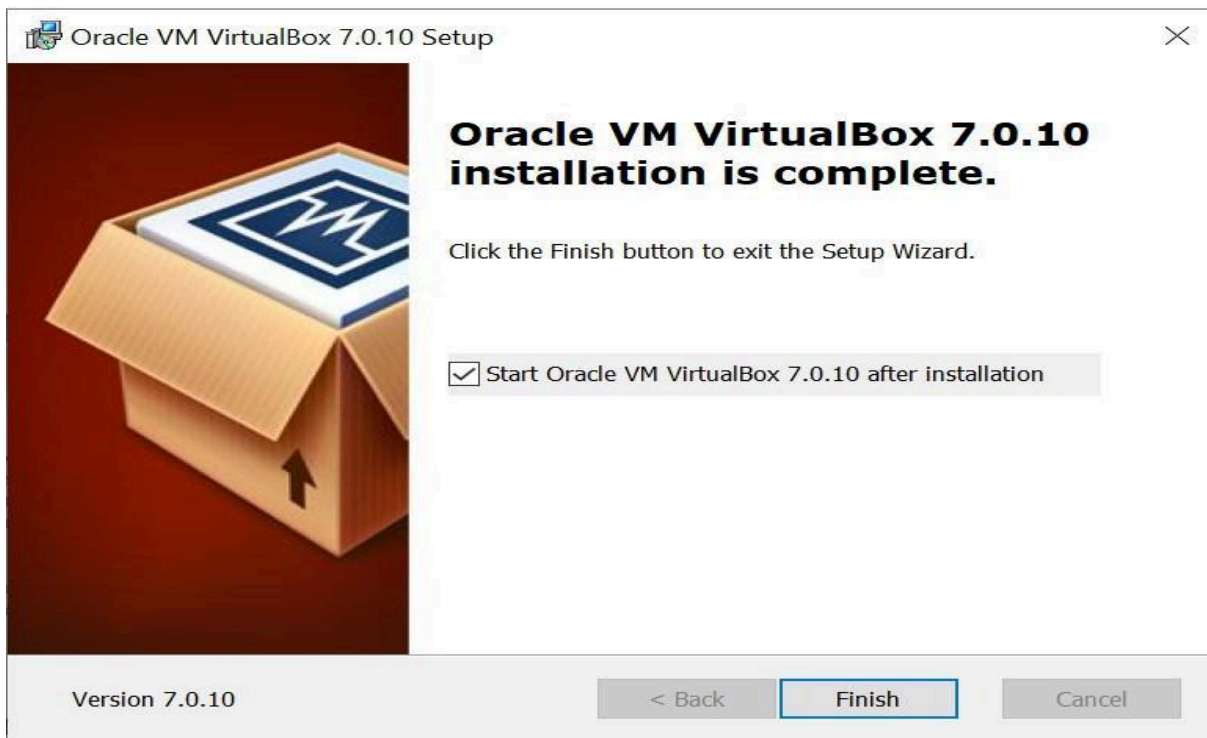 Oracle VM VirtualBox 7.0.10 Setup
Oracle VM VirtualBox 7.0.10
installation is complete.
Click the Finish button to exit the Setup Wizard.
Start Oracle VM VirtualBox 7.0.10 after installation
Version 7.0.10
< Back
Finish
Cancel